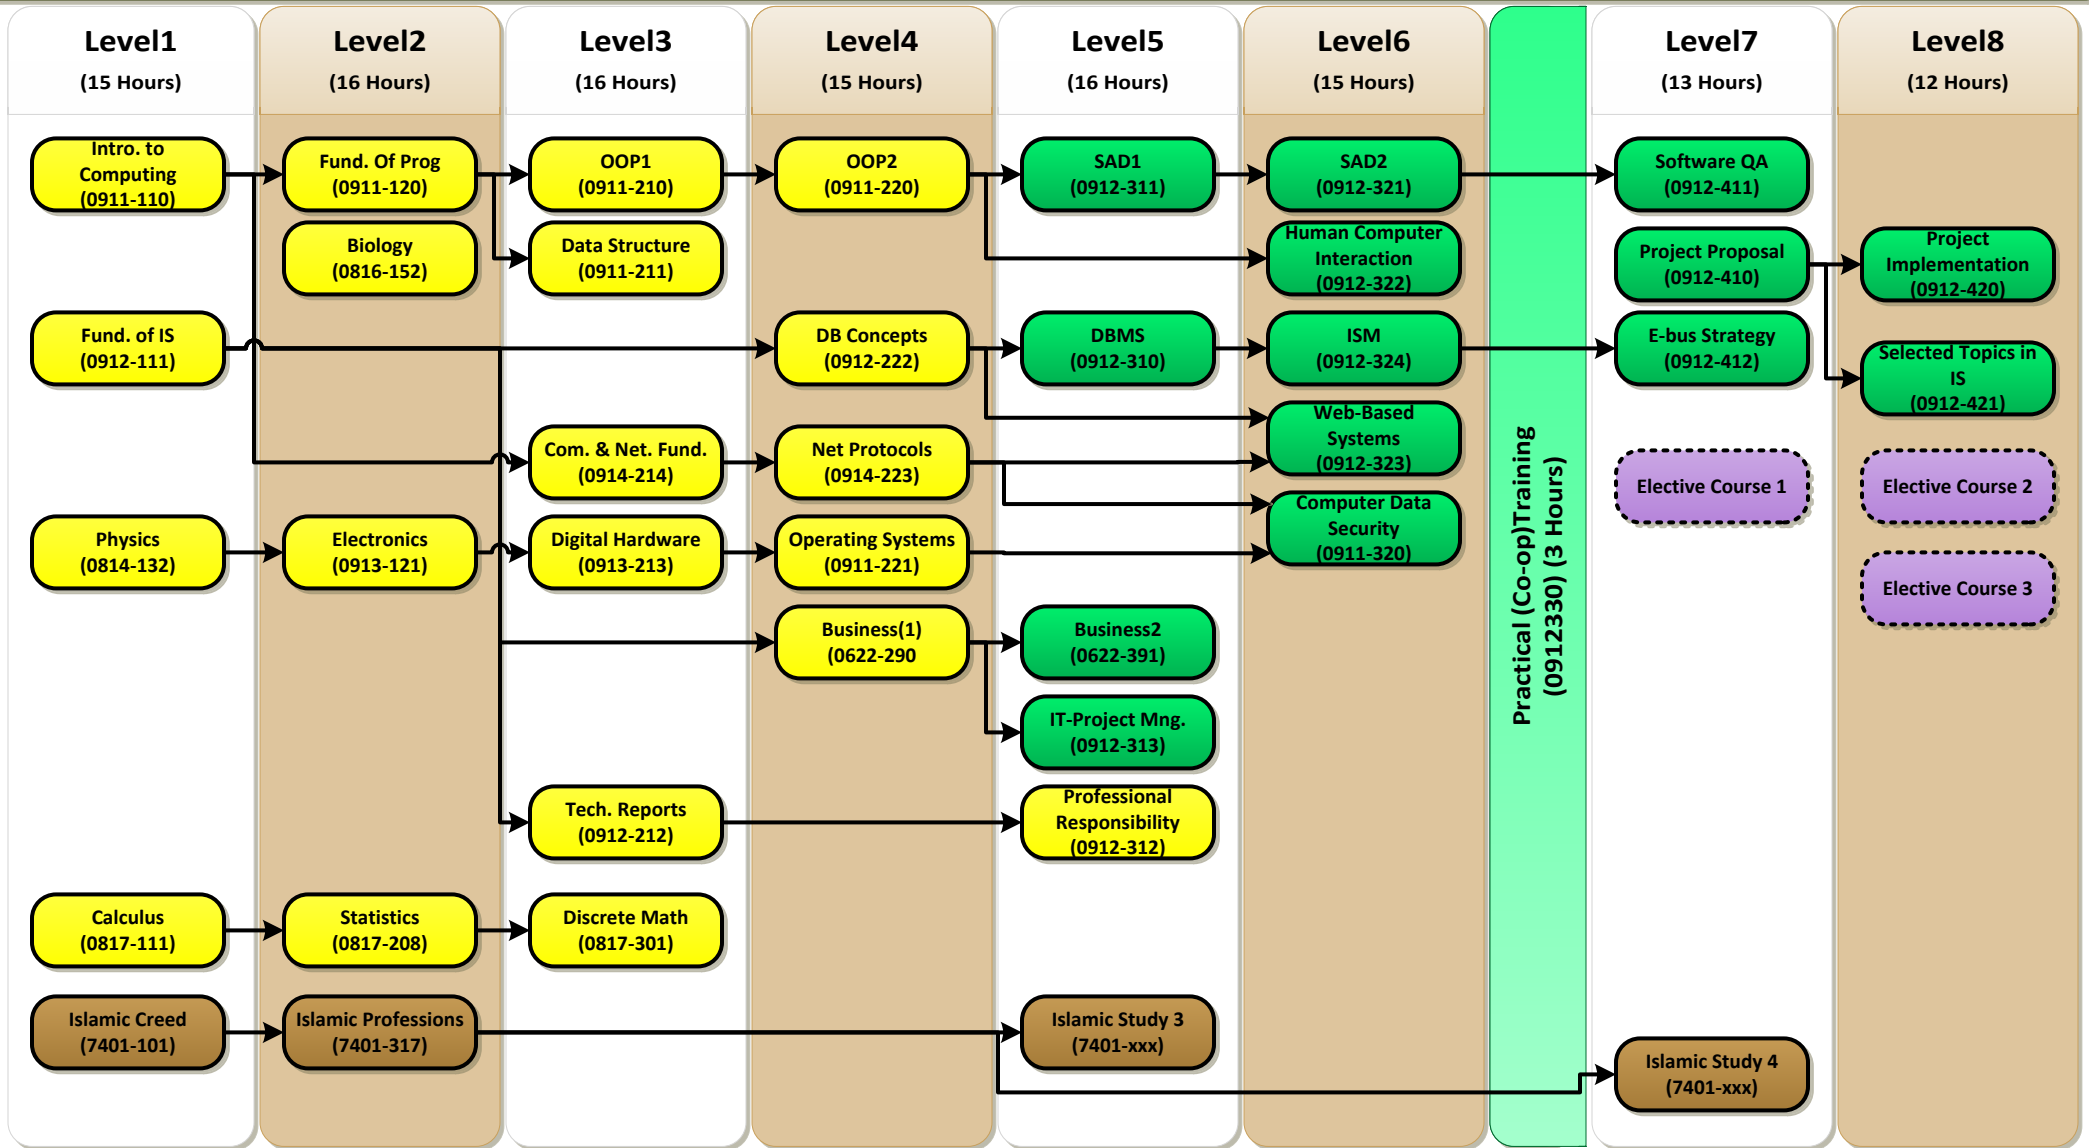 Level1
(15 Hours)
Level2
(16 Hours)
Level3
(16 Hours)
Level4
(15 Hours)
Level5
(16 Hours)
Level6
(15 Hours)
Level7
(13 Hours)
Level8
(12 Hours)
Intro. to
Computing
(0911-110)
Fund. of IS
(0912-111)
Physics
(0814-132)
Calculus
(0817-111)
Islamic Creed
(7401-101)
Fund. Of Prog
(0911-120)
Biology
(0816-152)
Electronics
(0913-121)
Statistics
(0817-208)
Islamic Professions
(7401-317)
OOP1
(0911-210)
Data Structure
(0911-211)
Com. & Net. Fund.
(0914-214)
Digital Hardware
(0913-213)
Tech. Reports
(0912-212)
Discrete Math
(0817-301)
OOP2
(0911-220)
DB Concepts
(0912-222)
Net Protocols
(0914-223)
Operating Systems
(0911-221)
Business(1)
(0622-290
SAD1
(0912-311)
DBMS
(0912-310)
Business2
(0622-391)
IT-Project Mng.
(0912-313)
Professional
Responsibility
(0912-312)
Islamic Study 3
(7401-xxx)
SAD2
(0912-321)
Human Computer
Interaction
(0912-322)
ISM
(0912-324)
Web-Based
Systems
(0912-323)
Computer Data
Security
(0911-320)
Practical (Co-op)Training
(0912330) (3 Hours)
Software QA
(0912-411)
Project Proposal
(0912-410)
E-bus Strategy
(0912-412)
Elective Course 1
Islamic Study 4
(7401-xxx)
Project
Implementation
(0912-420)
Selected Topics in
IS
(0912-421)
Elective Course 2
Elective Course 3